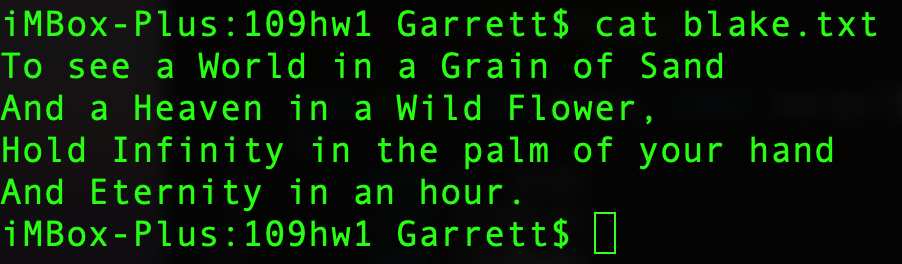 iMBox-Plus:109hw1 Garrett$ cat blake.txt
To see a World in a Grain of Sand
And a Heaven in a Wild Flower,
Hold Infinity in the palm of your hand
And Eternity in an hour.
iMBox-Plus:109hw1 Garrett$